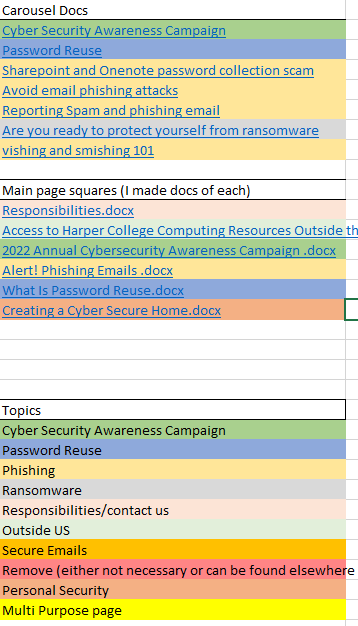 Carousel Docs
Cyber Security Awareness Campaign
Password Reuse
Sharepoint and Onenote password collection scam
Avoid email phishing attacks
Reporting Spam and phishing email
Are you ready to protect yourself from ransomware
vishing and smishing 101
Main page squares (I made docs of each)
Responsibilities.docx
Access to Harper College Computing Resources Outside th
2022 Annual Cybersecurity Awareness Campaign .docx
Alert! Phishing Emails .docx
What Is Password Reuse.docx
Creating a Cyber Secure Home.docx
Topics
Cyber Security Awareness Campaign
Password Reuse
Phishing
Ransomware
Responsibilities/contact us
Outside US
Secure Emails
Remove (either not necessary or can be found elsewhere
Personal Security
Multi Purpose page